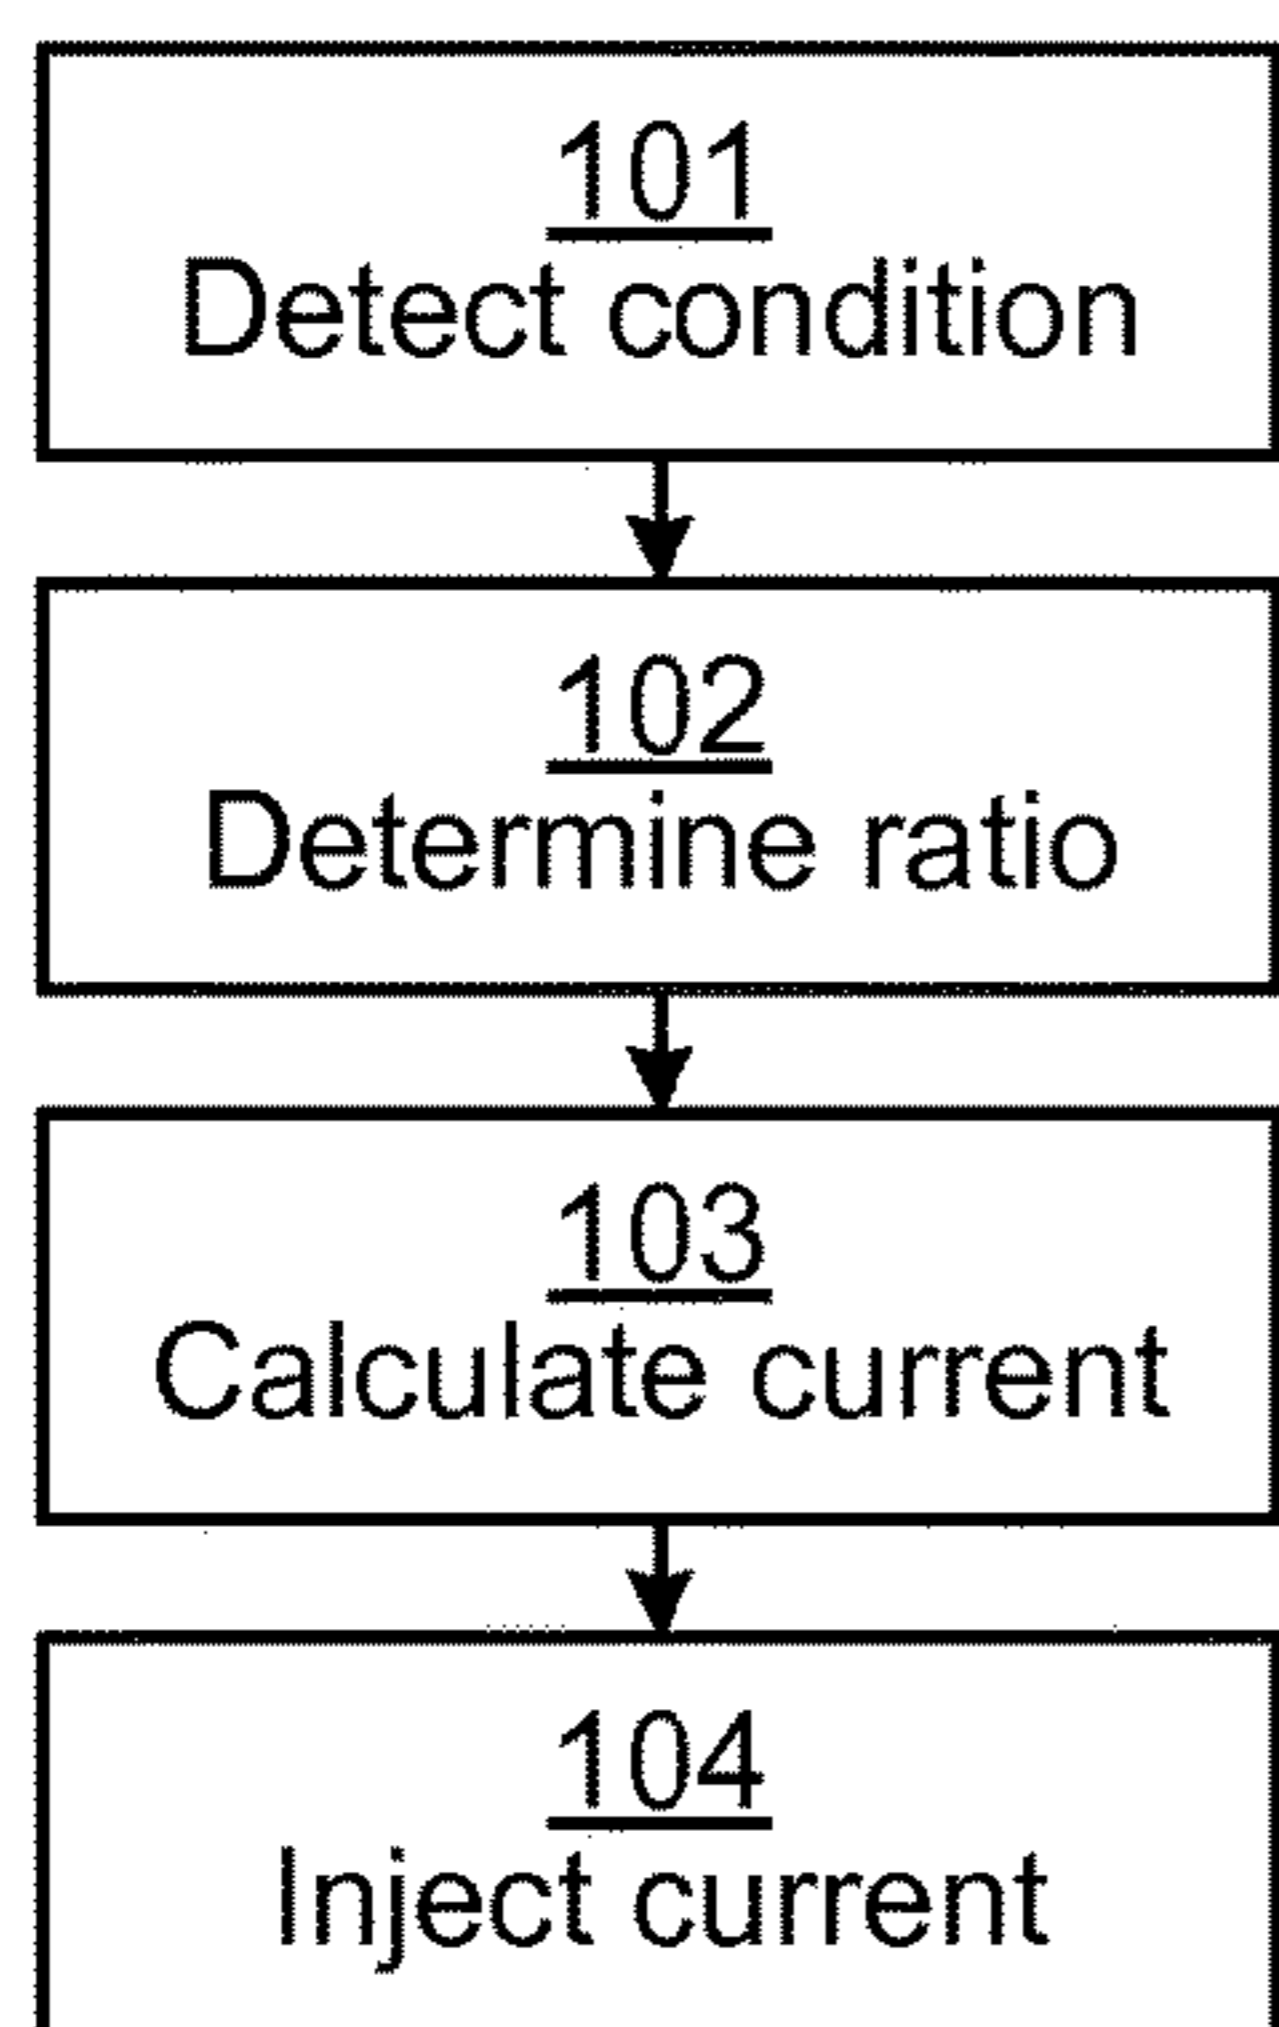 101
Detect condition
102
Determine ratio
103
Calculate current
104
Inject current